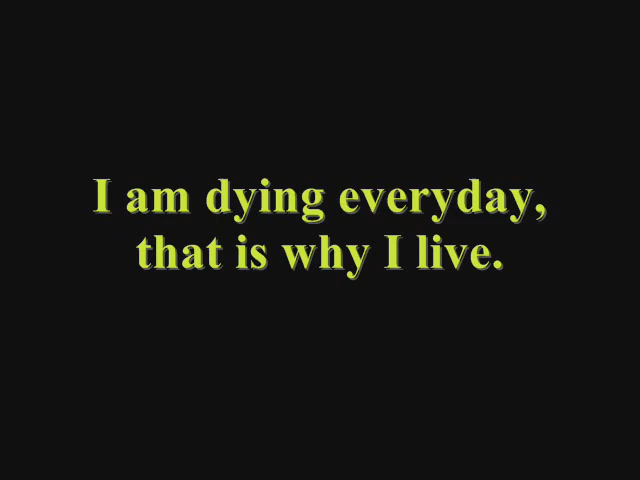 I am dying everyday,
that is why I live.